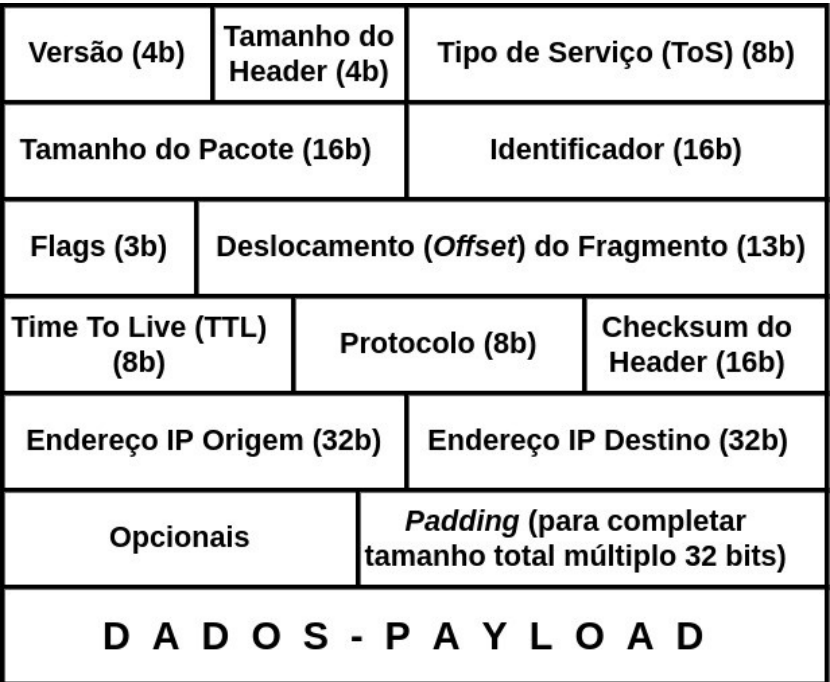 Versão (4b)
Tamanho do
Header (4b)
Tipo de Serviço (ToS) (8b)
Tamanho do Pacote (16b)
Identificador (16b)
Flags (3b)
Deslocamento (Offset) do Fragmento (13b)
Time To Live (TTL)
(8b)
Protocolo (8b)
Checksum do
Header (16b)
Endereço IP Origem (32b)
Endereço IP Destino (32b)
Opcionais
Padding (para completar
tamanho total múltiplo 32 bits)
D A D O S - P A Y L O A D